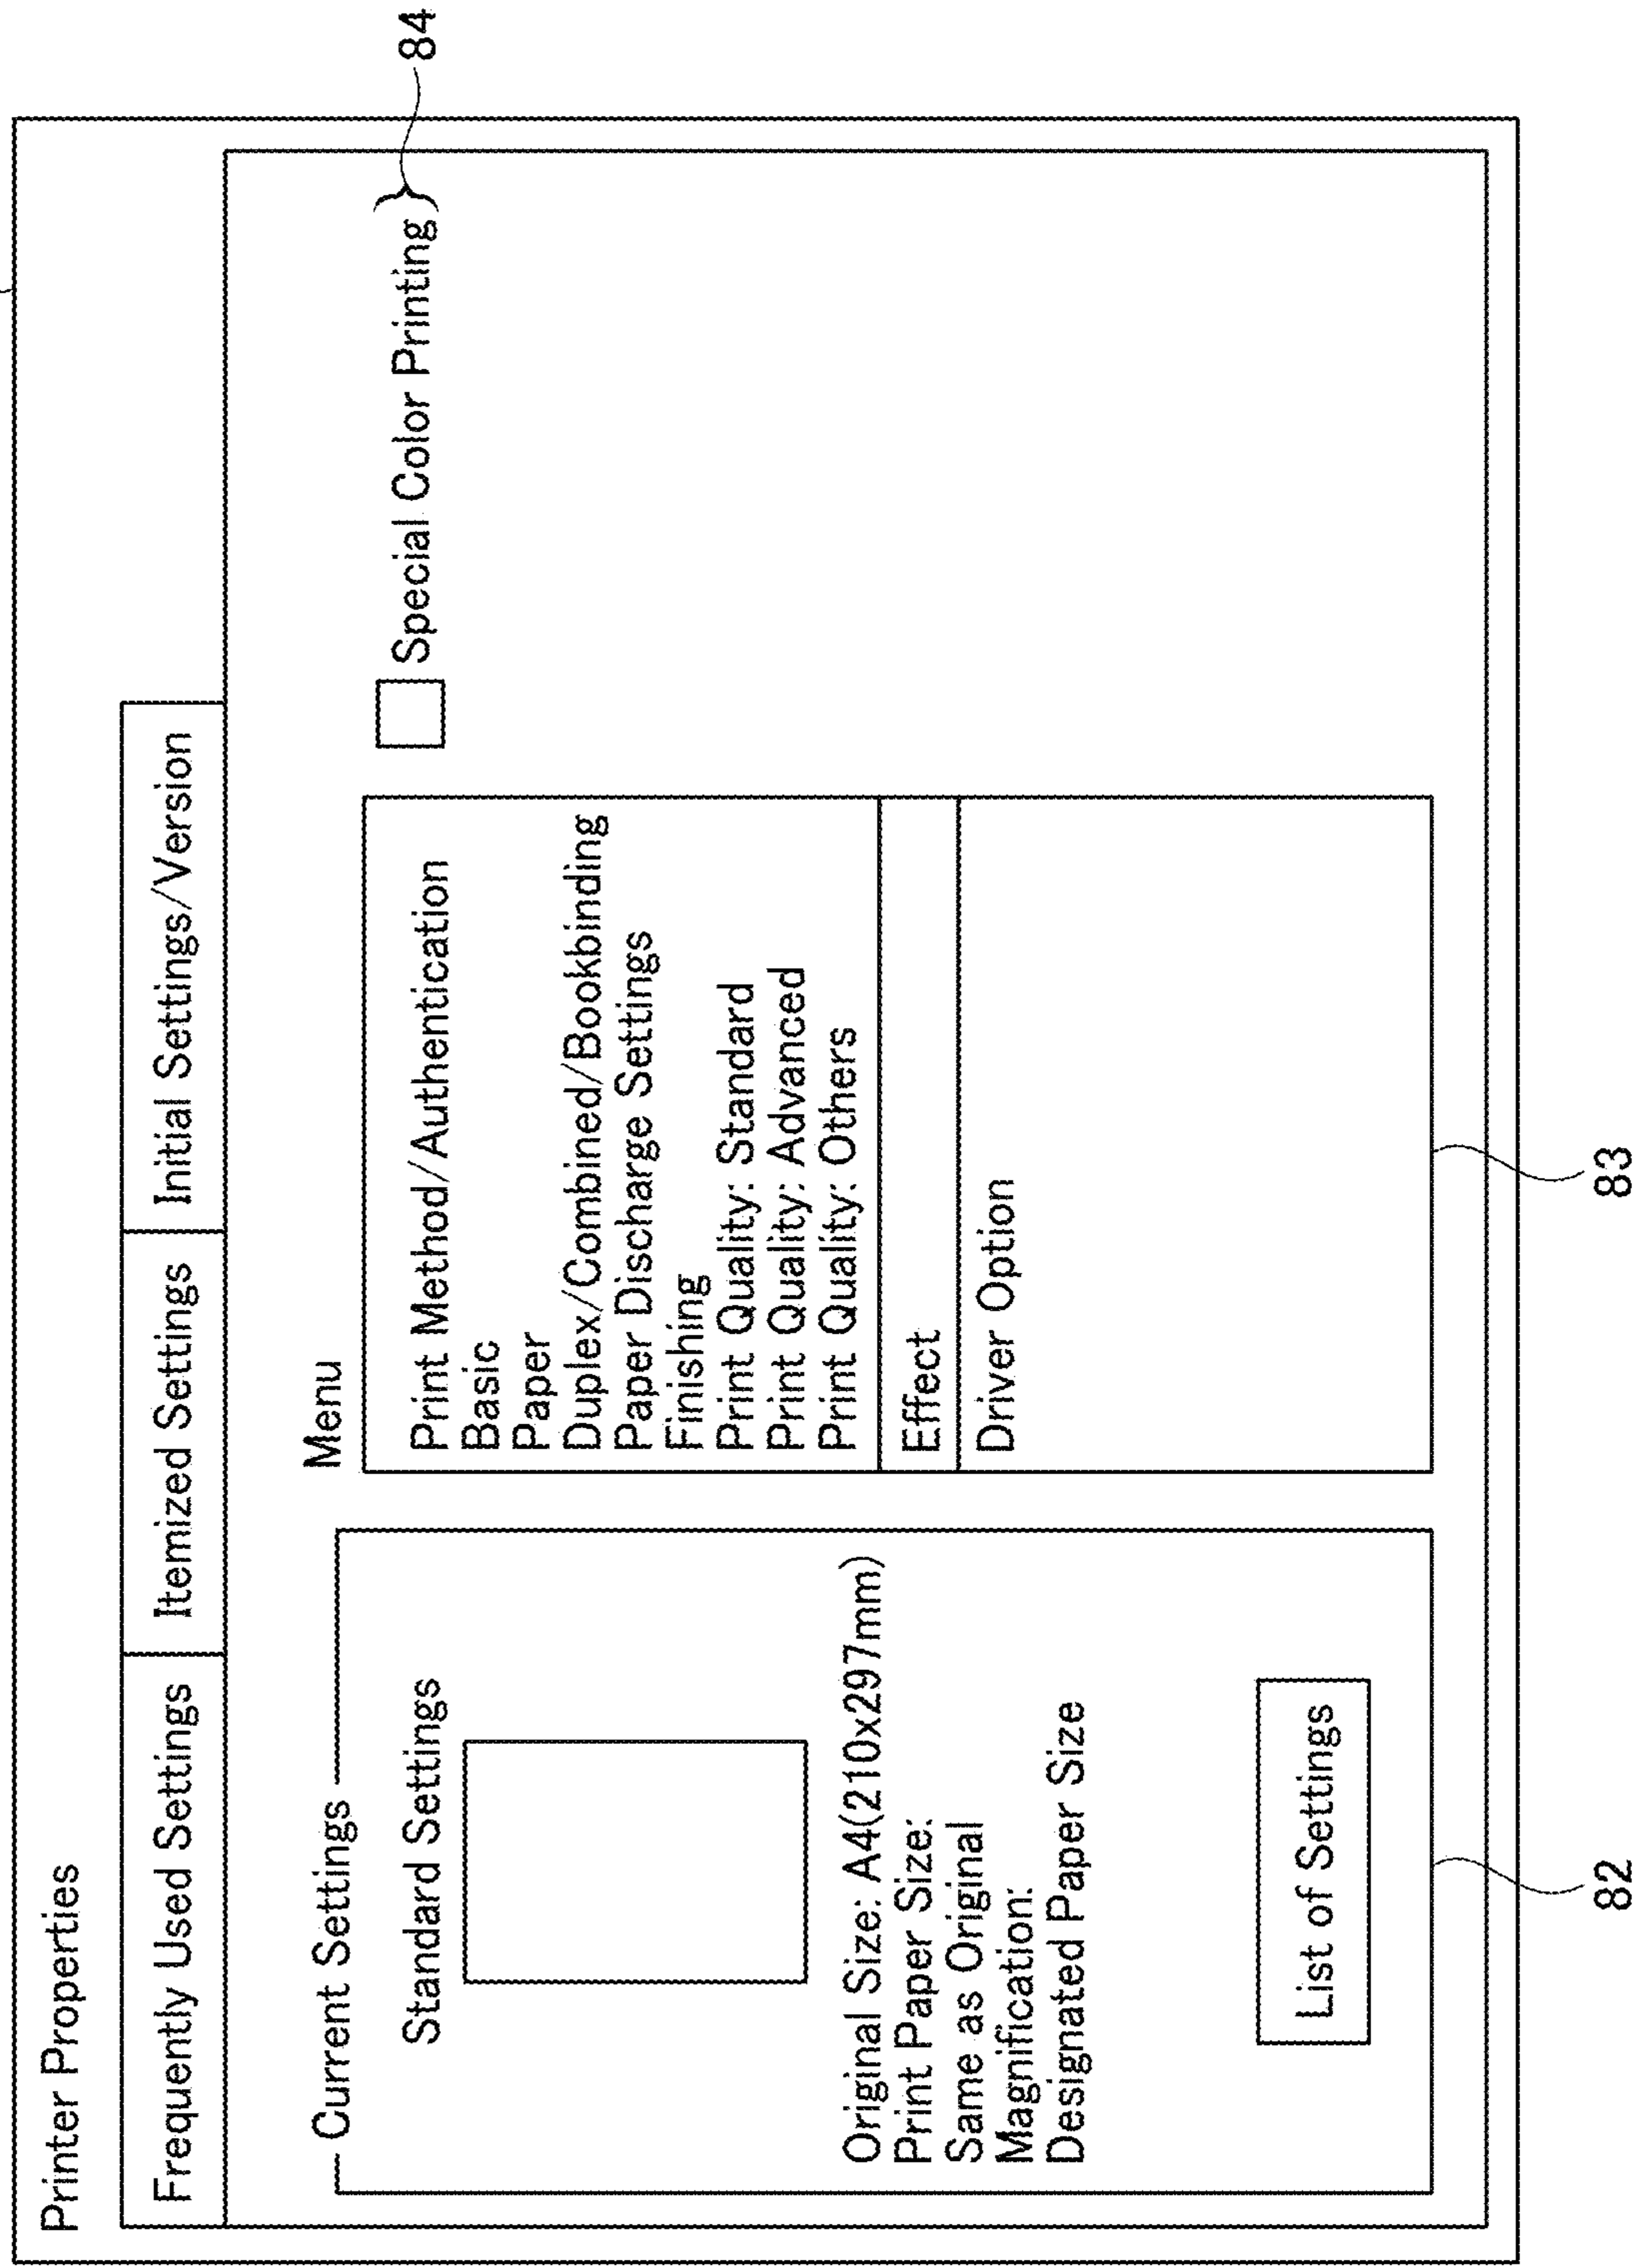 Printer Properties
Frequently Used Settings
Itemized Settings
Initial Settings/Version
Current Settings
Standard Settings
Original Size: A4(210x297mm)
Print Paper Size:
Same as Original
Magnification:
Designated Paper Size
List of Settings
82
Menu
Print Method/Authentication
Basic
Paper
Duplex/Combined/Bookbinding
Paper Discharge Settings
Finishing
Print Quality: Standard
Print Quality: Advanced
Print Quality: Others
Effect
Driver Option
83
Special Color Printing
84